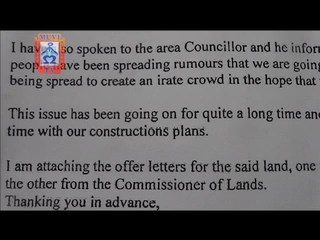 I have also spoken to the area Councillor and he infor
people have been spreading rumours that we are going
being spread to create an irate crowd in the hope that
This issue has been going on for quite a long time and
time with our constructions plans.
I am attaching the offer letters for the said land, one
the other from the Commissioner of Lands.
Thanking you in advance,